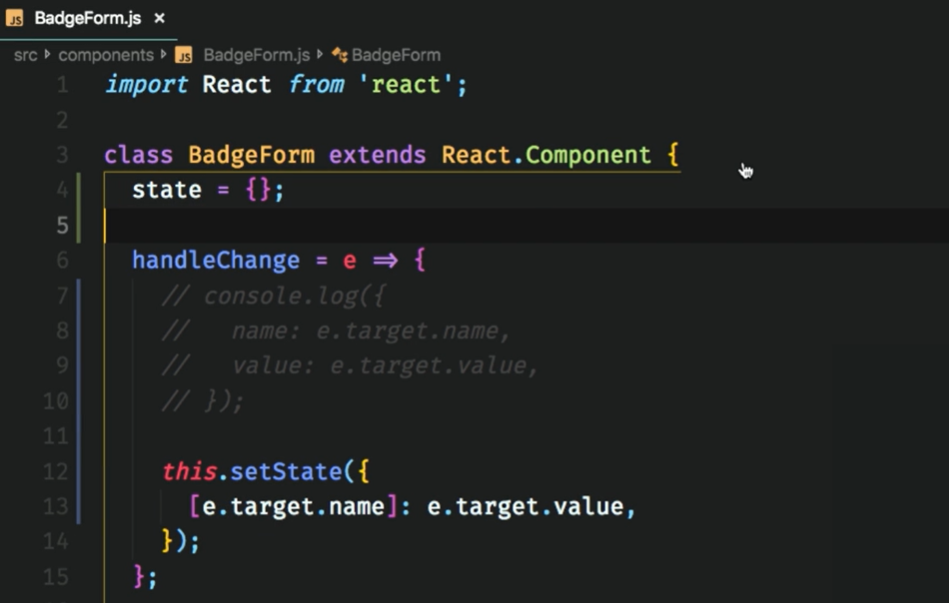 JS BadgeForm.js ×
src components JS BadgeForm.js BadgeForm
1 import React from 'react';
2
3 class BadgeForm extends React.Component {
4 state = {};
5
6 handleChange = e => {
7 // console.log({
8 //   name: e.target.name,
9 //   value: e.target.value,
10 // });
11
12 this.setState({
13 [e.target.name]: e.target.value,
14 });
15 };